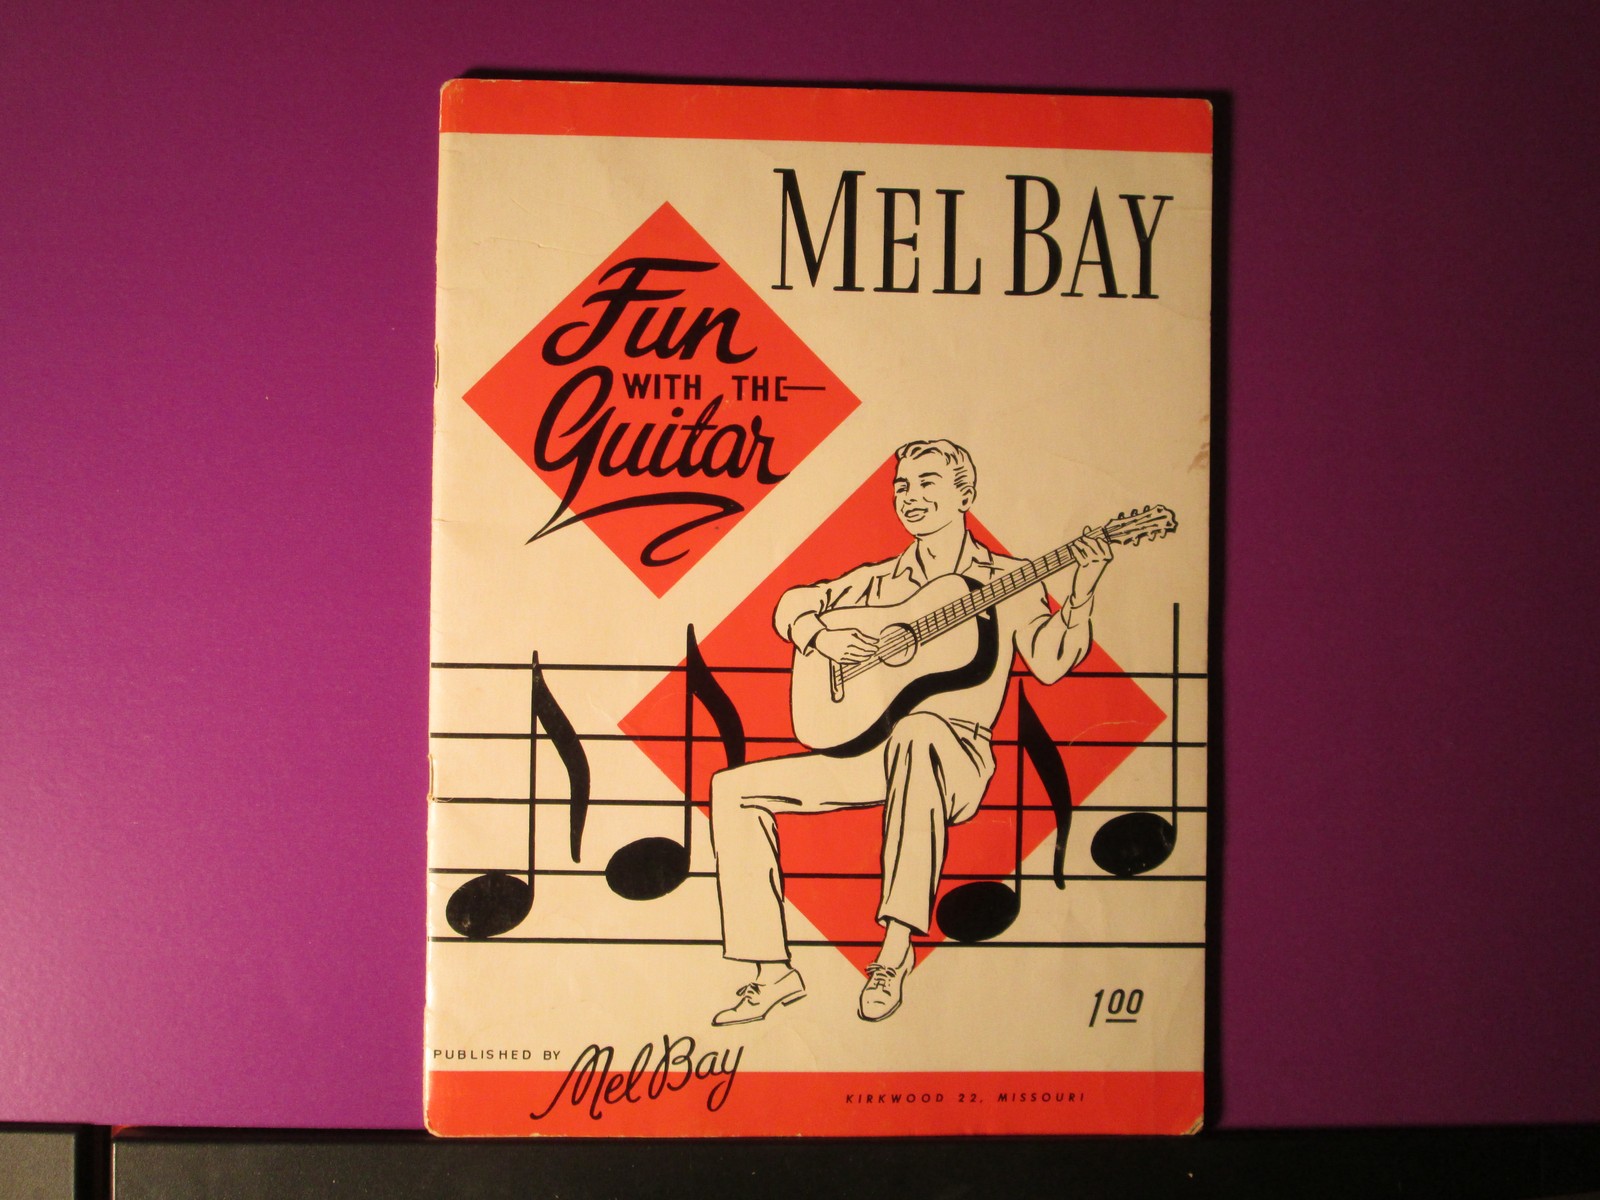 MEL BAY
Fun
WITH THE
Guitar
1 00
PUBLISHED BY Mel Bay
KIRKWOOD 22, MISSOURI